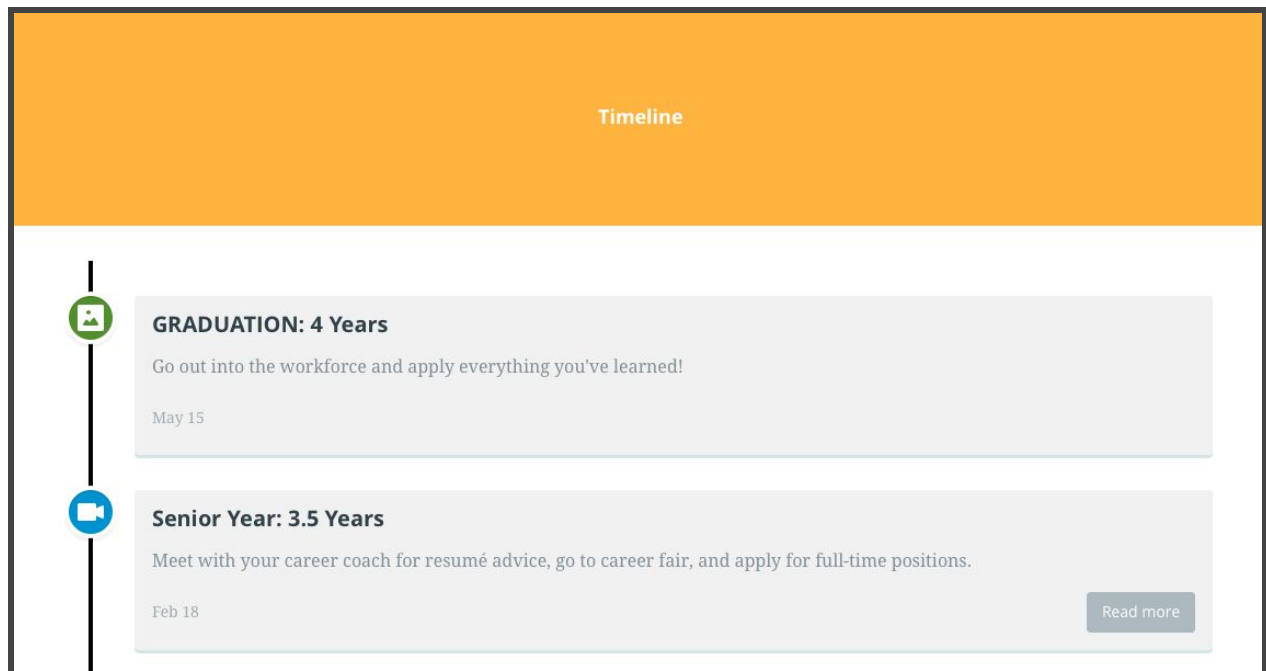 Timeline
GRADUATION: 4 Years
Go out into the workforce and apply everything you've learned!
May 15
Senior Year: 3.5 Years
Meet with your career coach for resumé advice, go to career fair, and apply for full-time positions.
Feb 18
Read more